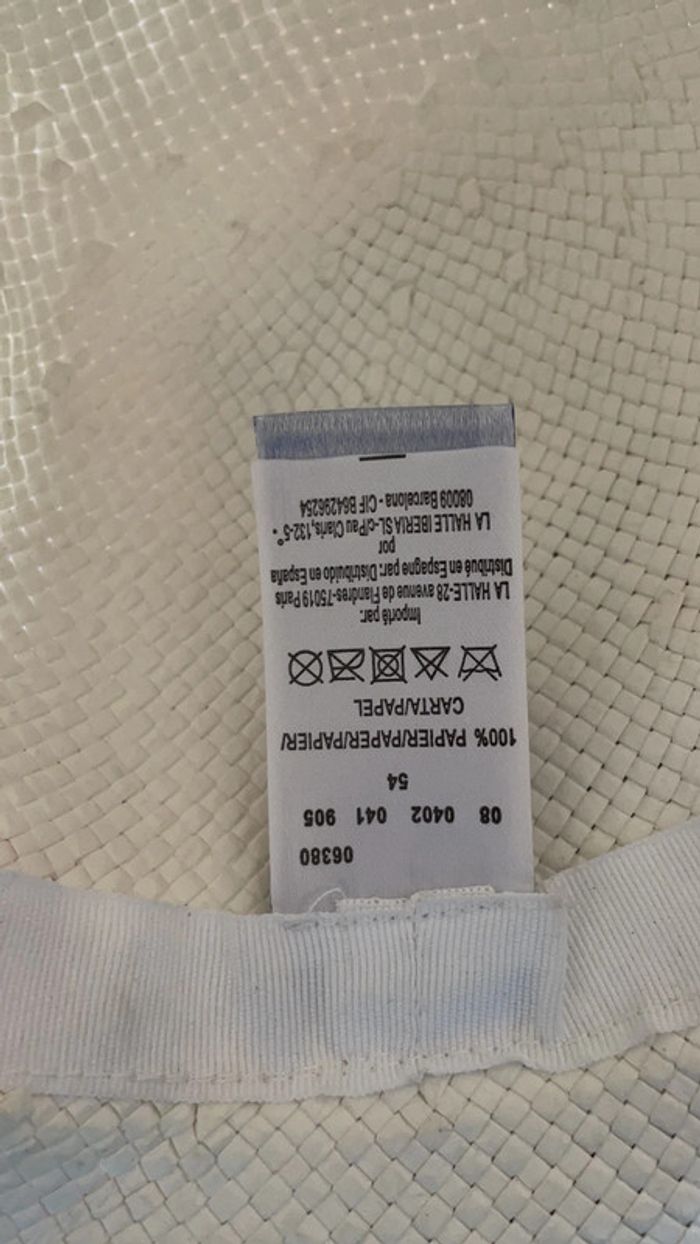 06380
08 0402 041 905
54
100% PAPIER/PAPER/PAPIER/
CARTA/PAPEL
Importé par:
LA HALLE-28 avenue de Flandres-75019 Paris
Distribué en Espagne par: Distribuido en España
por
LA HALLE IBERIA SL-c/Pau Claris,132-5° -
08009 Barcelona - CIF B64296254